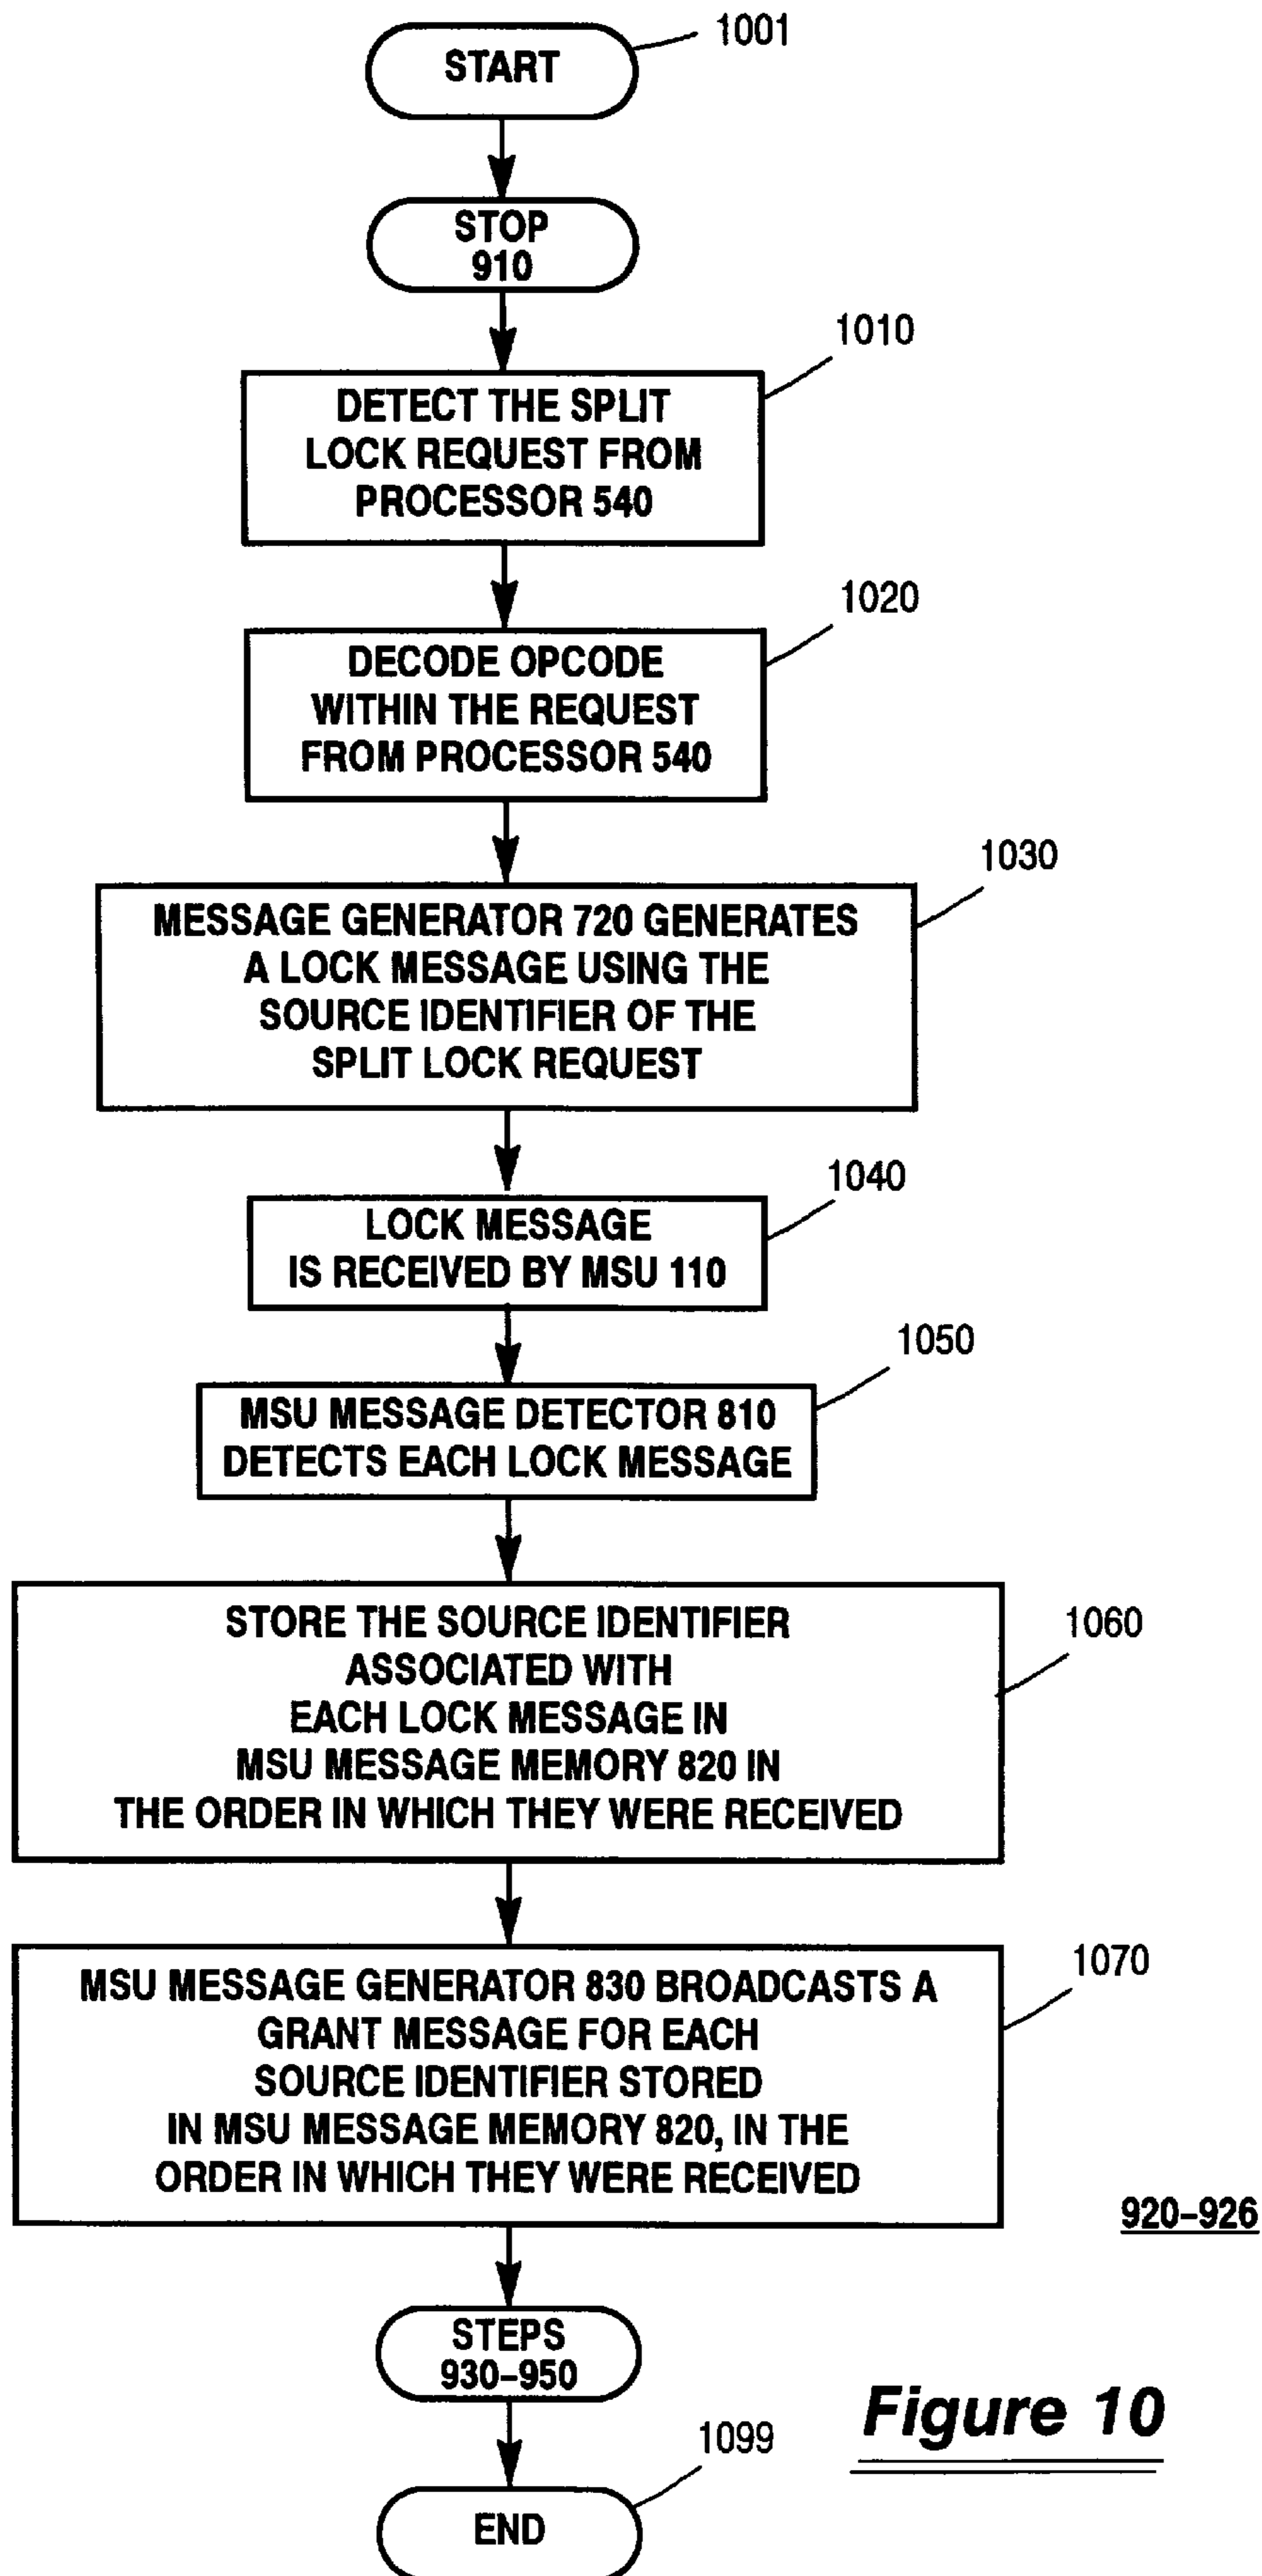 1001
START
STOP
910
1010
DETECT THE SPLIT
LOCK REQUEST FROM
PROCESSOR 540
1020
DECODE OPCODE
WITHIN THE REQUEST
FROM PROCESSOR 540
1030
MESSAGE GENERATOR 720 GENERATES
A LOCK MESSAGE USING THE
SOURCE IDENTIFIER OF THE
SPLIT LOCK REQUEST
1040
LOCK MESSAGE
IS RECEIVED BY MSU 110
1050
MSU MESSAGE DETECTOR 810
DETECTS EACH LOCK MESSAGE
1060
STORE THE SOURCE IDENTIFIER
ASSOCIATED WITH
EACH LOCK MESSAGE IN
MSU MESSAGE MEMORY 820 IN
THE ORDER IN WHICH THEY WERE RECEIVED
1070
MSU MESSAGE GENERATOR 830 BROADCASTS A
GRANT MESSAGE FOR EACH
SOURCE IDENTIFIER STORED
IN MSU MESSAGE MEMORY 820, IN THE
ORDER IN WHICH THEY WERE RECEIVED
920–926
STEPS
930–950
Figure 10
1099
END